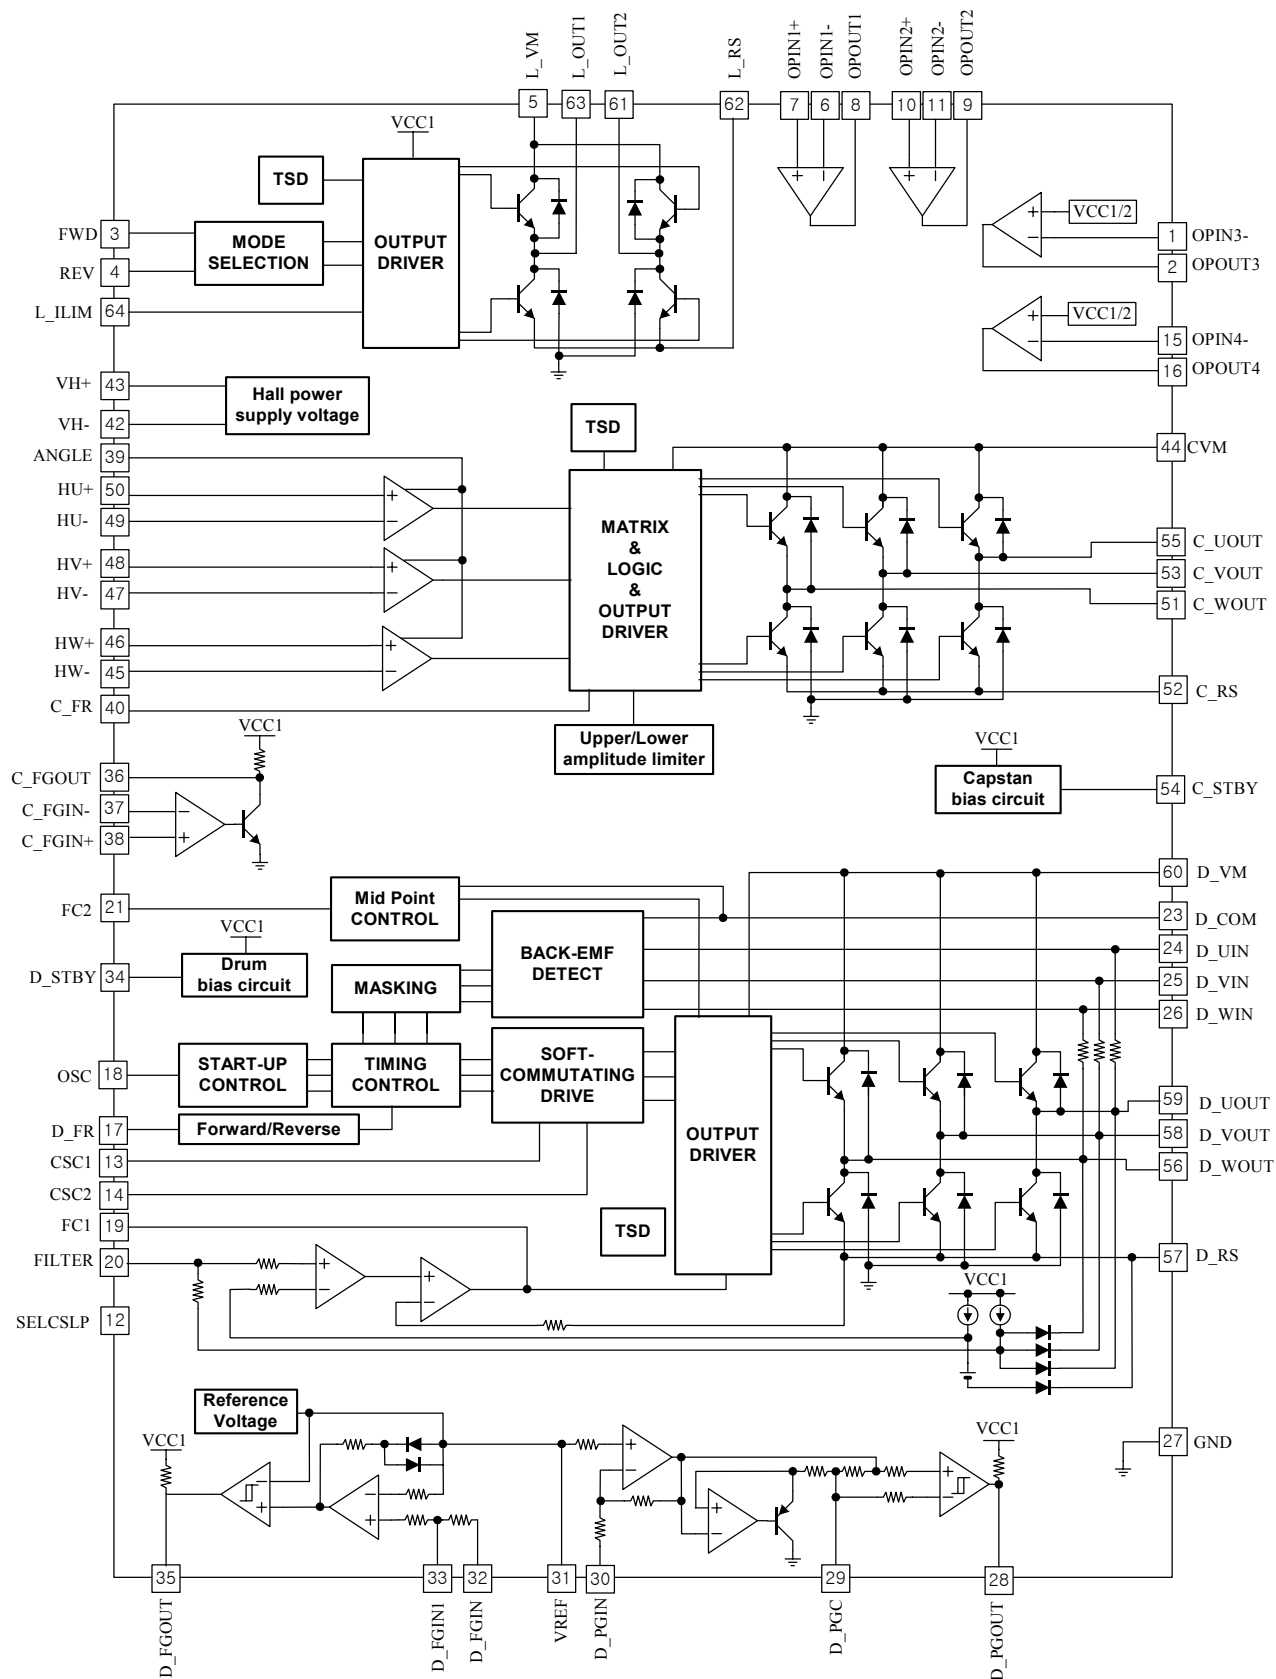 L_VM
L_OUT1
L_OUT2
L_RS
OPIN1+
OPIN1-
OPOUT1
OPIN2+
OPIN2-
OPOUT2
5
63
61
62
7
6
8
10
11
9
VCC1
TSD
OUTPUT
DRIVER
MODE
SELECTION
FWD
3
REV
4
L_ILIM
64
+
−
+
−
+
−
VCC1/2
1
OPIN3-
2
OPOUT3
+
−
VCC1/2
15
OPIN4-
16
OPOUT4
VH+
43
VH-
42
Hall power
supply voltage
ANGLE
39
HU+
50
HU-
49
HV+
48
HV-
47
HW+
46
HW-
45
C_FR
40
+
−
+
−
+
−
TSD
MATRIX
&
LOGIC
&
OUTPUT
DRIVER
Upper/Lower
amplitude limiter
44
CVM
55
C_UOUT
53
C_VOUT
51
C_WOUT
52
C_RS
VCC1
C_FGOUT
36
C_FGIN-
37
C_FGIN+
38
−
+
VCC1
Capstan
bias circuit
54
C_STBY
FC2
21
Mid Point
CONTROL
VCC1
Drum
bias circuit
D_STBY
34
BACK-EMF
DETECT
MASKING
60
D_VM
23
D_COM
24
D_UIN
25
D_VIN
26
D_WIN
OSC
18
START-UP
CONTROL
TIMING
CONTROL
SOFT-
COMMUTATING
DRIVE
OUTPUT
DRIVER
D_FR
17
Forward/Reverse
CSC1
13
CSC2
14
FC1
19
FILTER
20
SELCSLP
12
TSD
59
D_UOUT
58
D_VOUT
56
D_WOUT
57
D_RS
+
−
+
−
VCC1
Reference
Voltage
VCC1
−
+
−
+
+
−
+
−
+
−
VCC1
27
GND
35
33
32
31
30
29
28
D_FGOUT
D_FGIN1
D_FGIN
VREF
D_PGIN
D_PGC
D_PGOUT